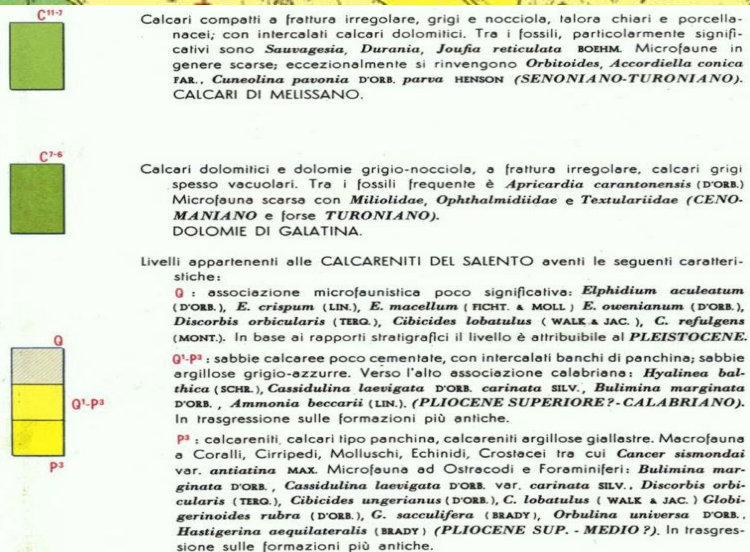 C11-7
Calcari compatti a frattura irregolare, grigi e nocciola, talora chiari e porcella-
nacei; con intercalati calcari dolomitici. Tra i fossili, particolarmente signifi-
cativi sono Sauvagesia, Durania, Joufia reticulata BOEHM. Microfaune in
genere scarse; eccezionalmente si rinvengono Orbitoides, Accordiella conica
FAR., Cuneolina pavonia D'ORB. parva HENSON (SENONIANO-TURONIANO).
CALCARI DI MELISSANO.
C7-6
Calcari dolomitici e dolomie grigio-nocciola, a frattura irregolare, calcari grigi
spesso vacuolari. Tra i fossili frequente è Apricardia carantonensis (D'ORB.)
Microfauna scarsa con Miliolidae, Ophthalmidiidae e Textulariidae (CENO-
MANIANO e forse TURONIANO).
DOLOMIE DI GALATINA.
Livelli appartenenti alle CALCARENITI DEL SALENTO aventi le seguenti caratteri-
stiche:
Q : associazione microfaunistica poco significativa: Elphidium aculeatum
(D'ORB.), E. crispum (LIN.), E. macellum ( FICHT. & MOLL ) E. owenianum (D'ORB.),
Discorbis orbicularis (TERQ.), Cibicides lobatulus ( WALK & JAC. ), C. refulgens
(MONT.). In base ai rapporti stratigrafici il livello è attribuibile al PLEISTOCENE.
Q
Q1-P3
P3
Q1-P3 : sabbie calcaree poco cementate, con intercalati banchi di panchina; sabbie
argillose grigio-azzurre. Verso l'alto associazione calabriana: Hyalinea bal-
thica (SCHR.), Cassidulina laevigata D'ORB. carinata SILV., Bulimina marginata
D'ORB. , Ammonia beccarii (LIN.). (PLIOCENE SUPERIORE?-CALABRIANO).
In trasgressione sulle formazioni più antiche.
P3 : calcareniti, calcari tipo panchina, calcareniti argillose giallastre. Macrofauna
a Coralli, Cirripedi, Molluschi, Echinidi, Crostacei tra cui Cancer sismondai
var. antiatina MAX. Microfauna ad Ostracodi e Foraminiferi: Bulimina mar-
ginata D'ORB., Cassidulina laevigata D'ORB. var. carinata SILV., Discorbis orbi-
cularis (TERQ.), Cibicides ungerianus (D'ORB.), C. lobatulus ( WALK & JAC. ) Globi-
gerinoides rubra (D'ORB.), G. sacculifera (BRADY), Orbulina universa D'ORB.,
Hastigerina aequilateralis (BRADY) (PLIOCENE SUP. - MEDIO ?). In trasgres-
sione sulle formazioni più antiche.